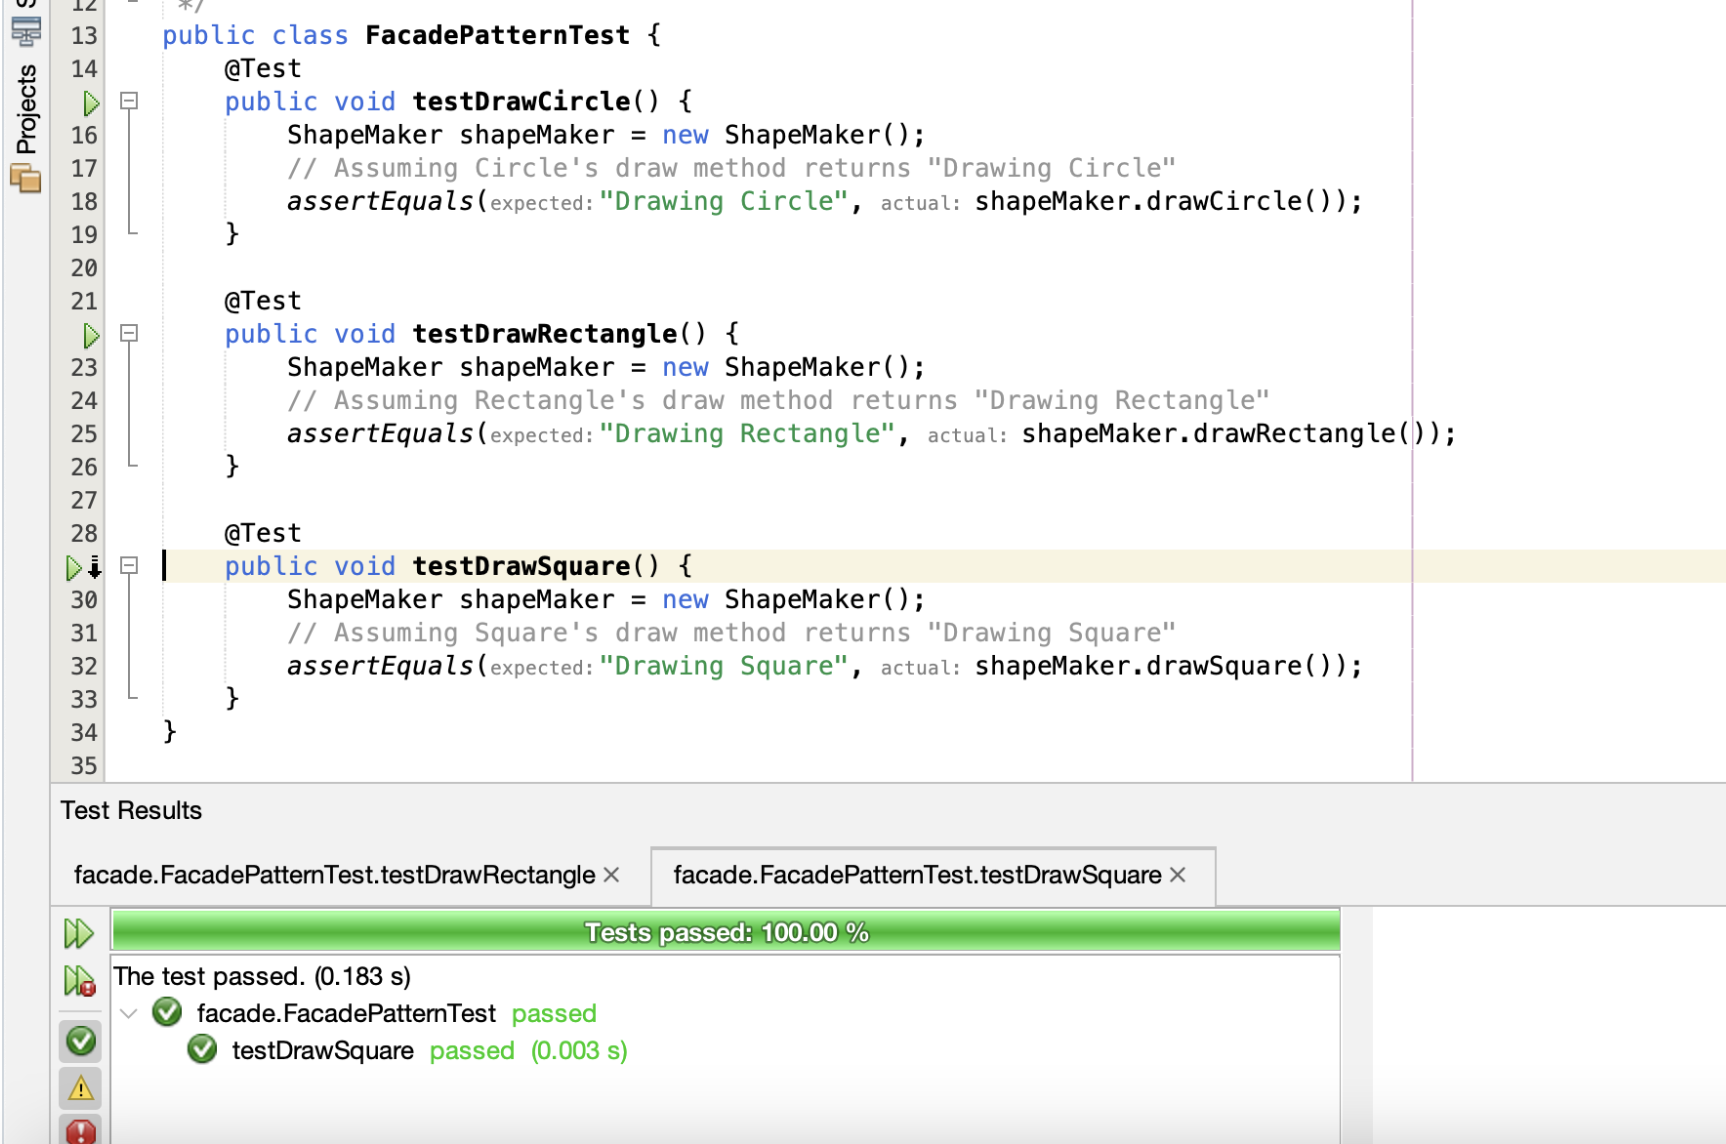 12 */
13 public class FacadePatternTest {
14 @Test
public void testDrawCircle() {
16 ShapeMaker shapeMaker = new ShapeMaker();
17 // Assuming Circle's draw method returns "Drawing Circle"
18 assertEquals(expected:"Drawing Circle", actual: shapeMaker.drawCircle());
19 }
20
21 @Test
public void testDrawRectangle() {
23 ShapeMaker shapeMaker = new ShapeMaker();
24 // Assuming Rectangle's draw method returns "Drawing Rectangle"
25 assertEquals(expected:"Drawing Rectangle", actual: shapeMaker.drawRectangle());
26 }
27
28 @Test
public void testDrawSquare() {
30 ShapeMaker shapeMaker = new ShapeMaker();
31 // Assuming Square's draw method returns "Drawing Square"
32 assertEquals(expected:"Drawing Square", actual: shapeMaker.drawSquare());
33 }
34 }
35
Projects
Test Results
facade.FacadePatternTest.testDrawRectangle
facade.FacadePatternTest.testDrawSquare
Tests passed: 100.00 %
The test passed. (0.183 s)
facade.FacadePatternTest passed
testDrawSquare passed (0.003 s)